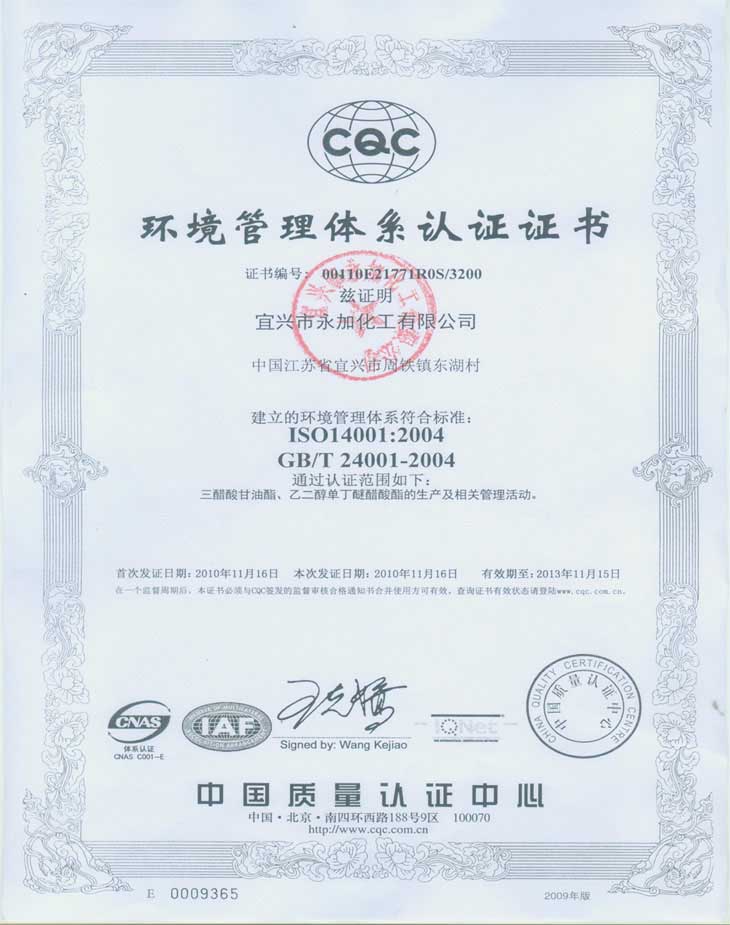 CQC
环境管理体系认证证书
证书编号：00110E21771R0S/3200
兹证明
宜兴市永加化工有限公司
中国江苏省宜兴市周铁镇东湖村
建立的环境管理体系符合标准：
ISO14001:2004
GB/T 24001-2004
通过认证范围如下：
三醋酸甘油酯、乙二醇单丁醚醋酸酯的生产及相关管理活动。
首次发证日期：2010年11月16日 本次发证日期：2010年11月16日 有效期至：2013年11月15日
在一个监督周期后，本证书必须与CQC签发的监督审核合格通知书合并使用方可有效，查询证书有效状态请登陆www.cqc.com.cn。
CNAS
体系认证
CNAS C001-E
IAF
Signed by: Wang Kejiao
IQNet
CHINA QUALITY CERTIFICATION CENTRE
中国质量认证中心
中国质量认证中心
中国·北京·南四环西路188号9区 100070
http://www.cqc.com.cn
E 0009365
2009年版